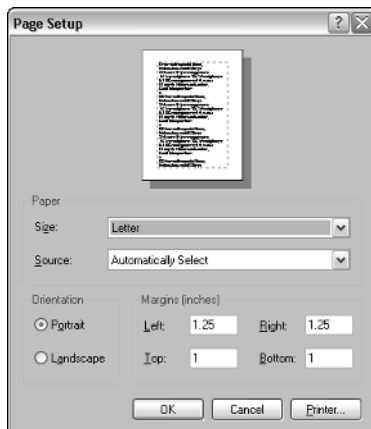 Page Setup
Paper
Size: Letter
Source: Automatically Select
Orientation
Portrait
Landscape
Margins (inches)
Left: 1.25 Right: 1.25
Top: 1 Bottom: 1
OK Cancel Printer...